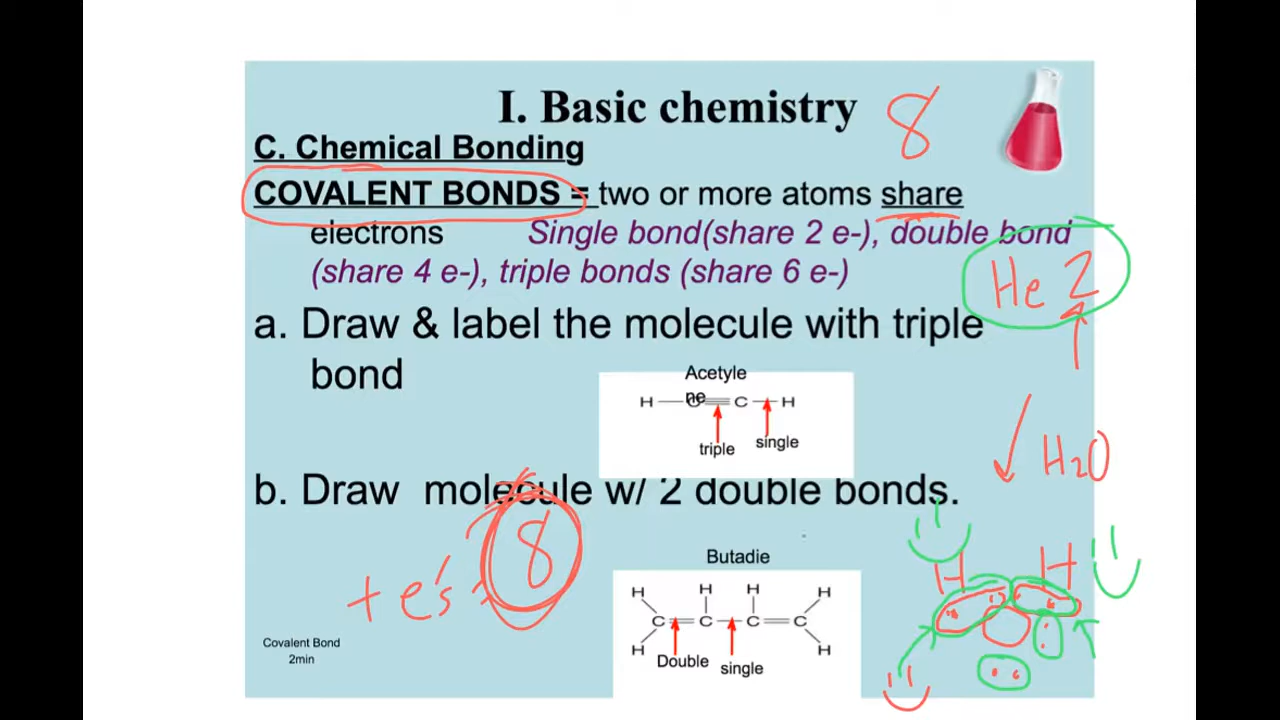 I. Basic chemistry
8
C. Chemical Bonding
COVALENT BONDS = two or more atoms share
electrons Single bond(share 2 e-), double bond
(share 4 e-), triple bonds (share 6 e-)
He 2
a. Draw & label the molecule with triple
bond
Acetyle
ne
H C C H
triple single
H2O
b. Draw molecule w/ 2 double bonds.
8
+ e's
Butadie
H H H H
C C C C
H H
Double single
H H
Covalent Bond
2min